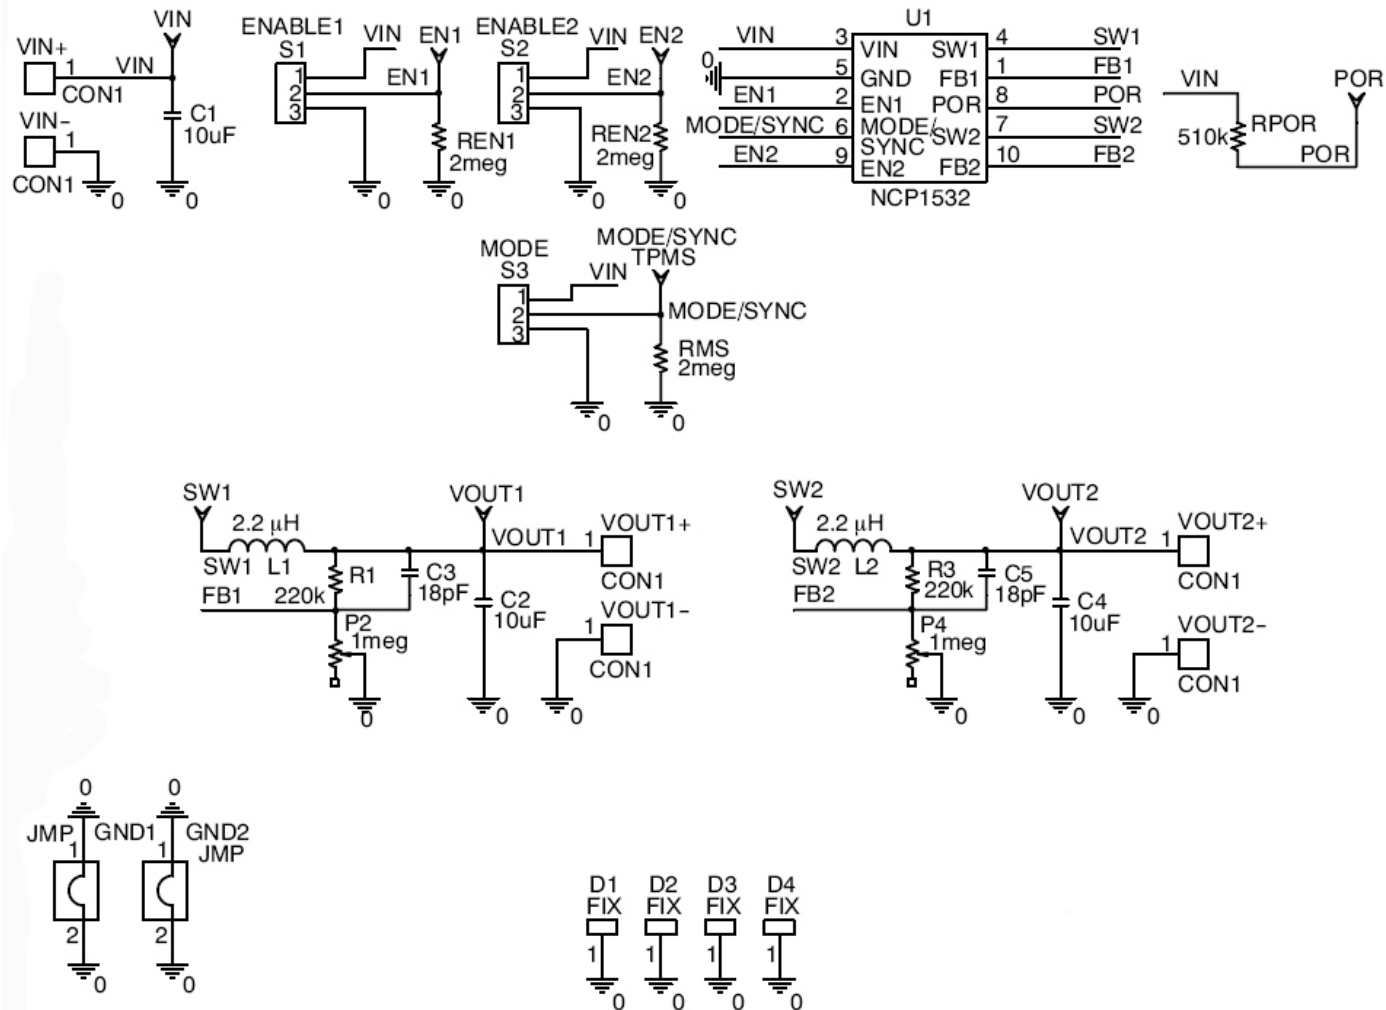 VIN
VIN+
1
VIN
CON1
VIN−
1
CON1
0
C1
10uF
0
ENABLE1
S1
VIN
EN1
1
2
3
EN1
REN1
2meg
0
0
ENABLE2
S2
VIN
EN2
1
2
3
EN2
REN2
2meg
0
0
U1
VIN
3
VIN
SW1
4
SW1
0
5
GND
FB1
1
FB1
EN1
2
EN1
POR
8
POR
MODE/SYNC
6
MODE/
SYNC
SW2
7
SW2
EN2
9
EN2
FB2
10
FB2
NCP1532
VIN
POR
510k
RPOR
POR
MODE
S3
VIN
MODE/SYNC
TPMS
1
2
3
MODE/SYNC
RMS
2meg
0
0
SW1
2.2 μH
SW1
L1
VOUT1
VOUT1
1
VOUT1+
CON1
FB1
220k
R1
C3
18pF
C2
10uF
P2
1meg
0
0
VOUT1−
1
CON1
0
SW2
2.2 μH
SW2
L2
VOUT2
VOUT2
1
VOUT2+
CON1
FB2
R3
220k
C5
18pF
C4
10uF
P4
1meg
0
0
VOUT2−
1
CON1
0
0
JMP
GND1
1
2
0
0
GND2
JMP
1
2
0
D1
FIX
1
0
D2
FIX
1
0
D3
FIX
1
0
D4
FIX
1
0